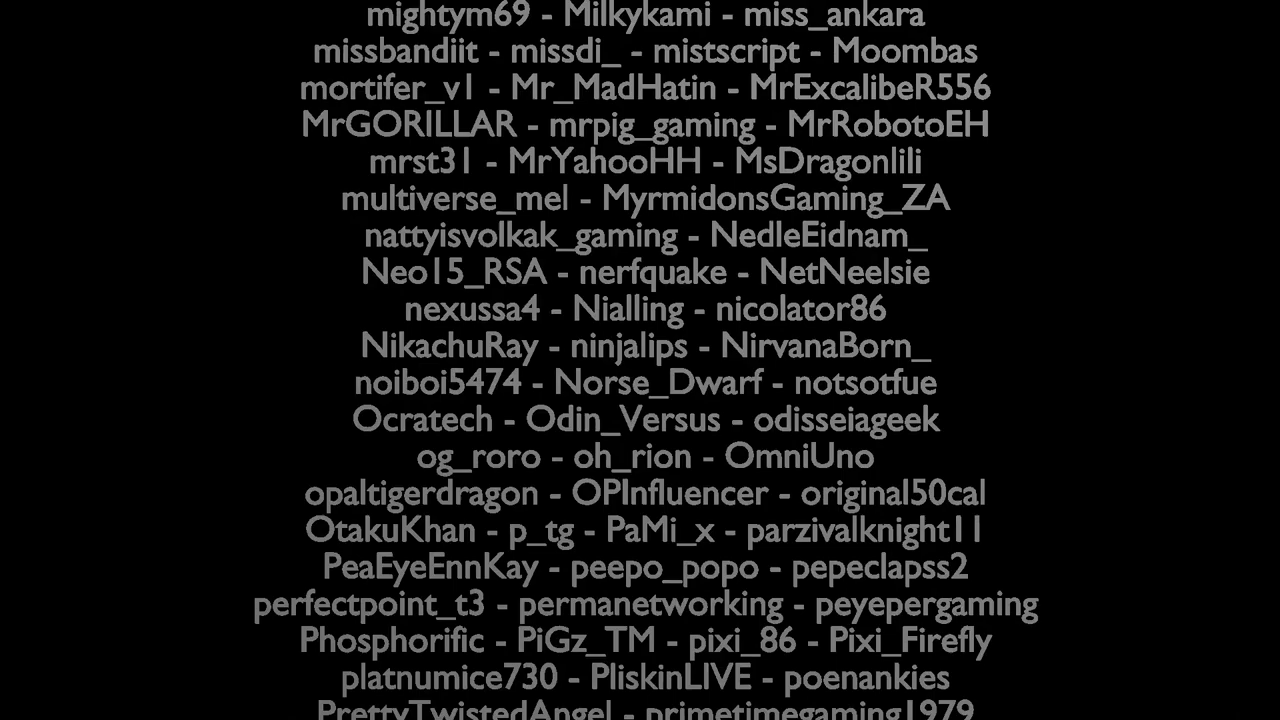 mightym69 - Milkykami - miss_ankara
missbandiit - missdi_ - mistscript - Moombas
mortifer_v1 - Mr_MadHatin - MrExcalibeR556
MrGORILLAR - mrpig_gaming - MrRobotoEH
mrst31 - MrYahooHH - MsDragonlili
multiverse_mel - MyrmidonsGaming_ZA
nattyisvolkak_gaming - NedleEidnam_
Neo15_RSA - nerfquake - NetNeelsie
nexussa4 - Nialling - nicolator86
NikachuRay - ninjalips - NirvanaBorn_
noiboi5474 - Norse_Dwarf - notsotfue
Ocratech - Odin_Versus - odisseiageek
og_roro - oh_rion - OmniUno
opaltigerdragon - OPInfluencer - original50cal
OtakuKhan - p_tg - PaMi_x - parzivalknight11
PeaEyeEnnKay - peepo_popo - pepeclapss2
perfectpoint_t3 - permanetworking - peyepergaming
Phosphorific - PiGz_TM - pixi_86 - Pixi_Firefly
platnumice730 - PliskinLIVE - poenankies
PrettyTwistedAngel - primetimegaming1979